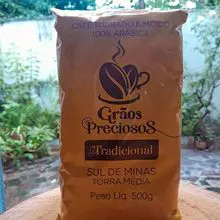 CAFÉ TORRADO E MOÍDO
100% ARÁBICA
Grãos
Preciosos
Tradicional
SUL DE MINAS
TORRA MÉDIA
Peso Líq. 500g